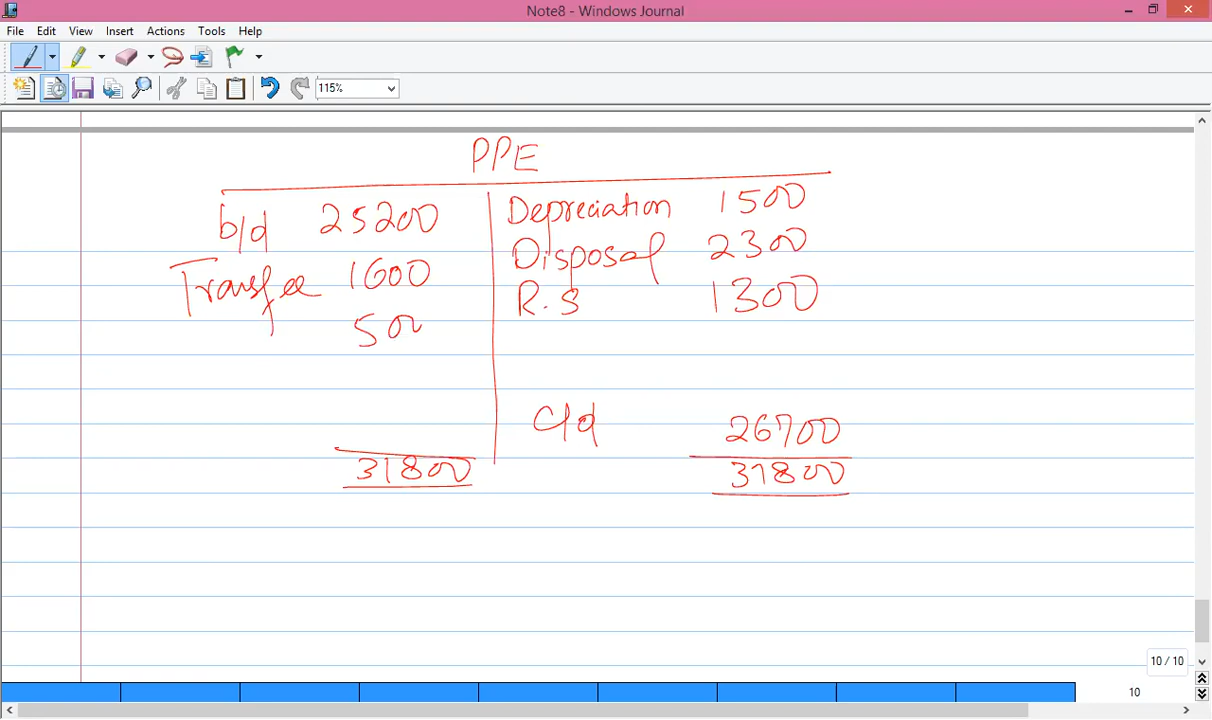 Note8 - Windows Journal
File Edit View Insert Actions Tools Help
115%
PPE
b/d 25200 Depreciation 1500
Disposal 2300
1600 R.S 1300
500
C/d 26700
31800 31800
10 / 10
10